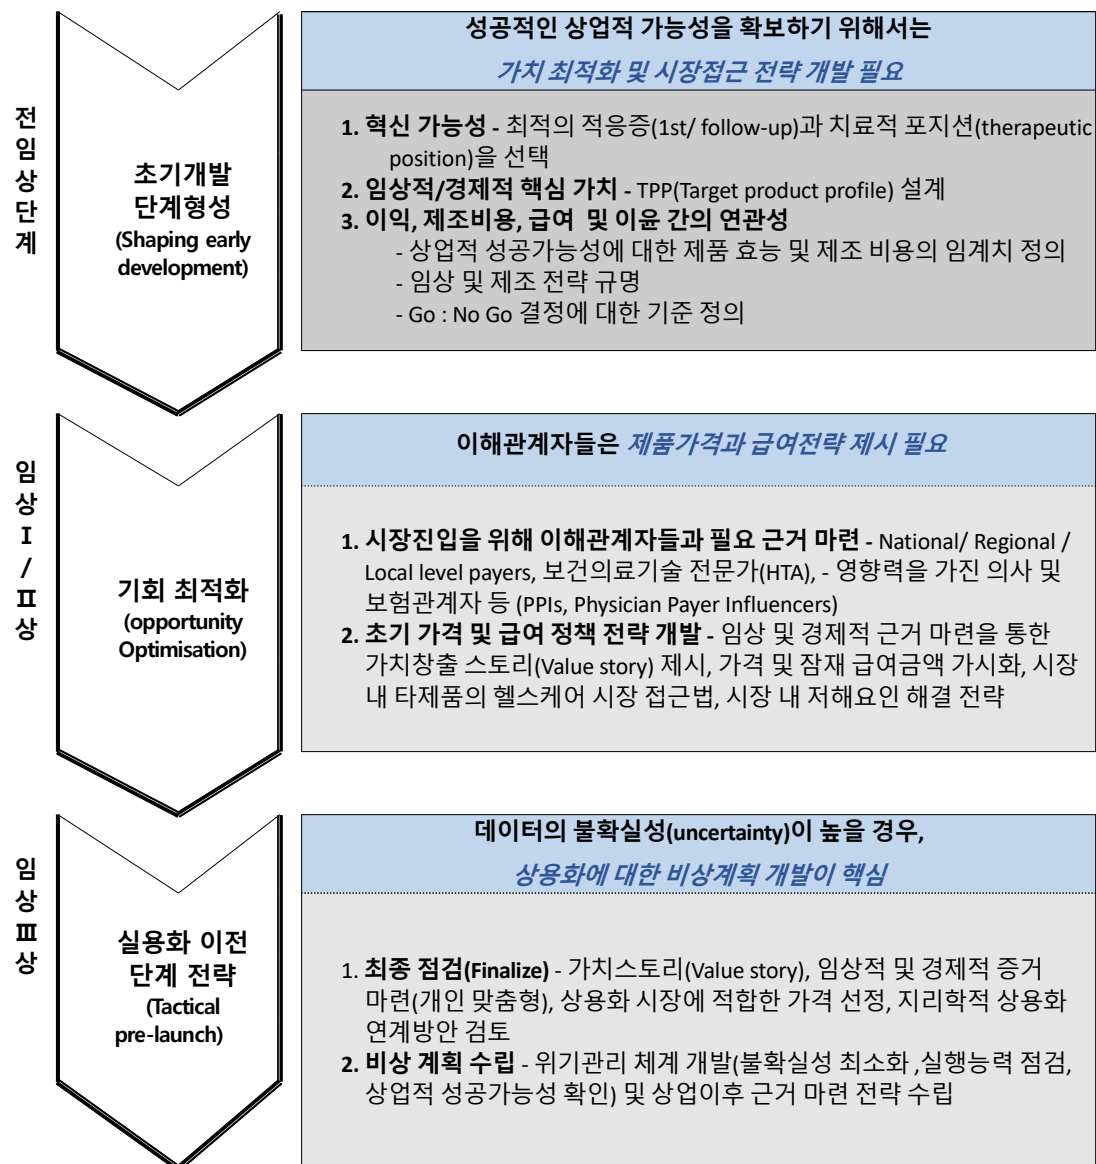 전임상단계
초기개발
단계형성
(Shaping early
development)
성공적인 상업적 가능성을 확보하기 위해서는
가치 최적화 및 시장접근 전략 개발 필요
1. 혁신 가능성 - 최적의 적응증(1st/ follow-up)과 치료적 포지션(therapeutic
position)을 선택
2. 임상적/경제적 핵심 가치 - TPP(Target product profile) 설계
3. 이익, 제조비용, 급여 및 이윤 간의 연관성
- 상업적 성공가능성에 대한 제품 효능 및 제조 비용의 임계치 정의
- 임상 및 제조 전략 규명
- Go : No Go 결정에 대한 기준 정의
임상Ⅰ/Ⅱ상
기회 최적화
(opportunity
Optimisation)
이해관계자들은 제품가격과 급여전략 제시 필요
1. 시장진입을 위해 이해관계자들과 필요 근거 마련 - National/ Regional /
Local level payers, 보건의료기술 전문가(HTA), - 영향력을 가진 의사 및
보험관계자 등 (PPIs, Physician Payer Influencers)
2. 초기 가격 및 급여 정책 전략 개발 - 임상 및 경제적 근거 마련을 통한
가치창출 스토리(Value story) 제시, 가격 및 잠재 급여금액 가시화, 시장
내 타제품의 헬스케어 시장 접근법, 시장 내 저해요인 해결 전략
임상Ⅲ상
실용화 이전
단계 전략
(Tactical
pre-launch)
데이터의 불확실성(uncertainty)이 높을 경우,
상용화에 대한 비상계획 개발이 핵심
1. 최종 점검(Finalize) - 가치스토리(Value story), 임상적 및 경제적 증거
마련(개인 맞춤형), 상용화 시장에 적합한 가격 선정, 지리학적 상용화
연계방안 검토
2. 비상 계획 수립 - 위기관리 체계 개발(불확실성 최소화 ,실행능력 점검,
상업적 성공가능성 확인) 및 상업이후 근거 마련 전략 수립